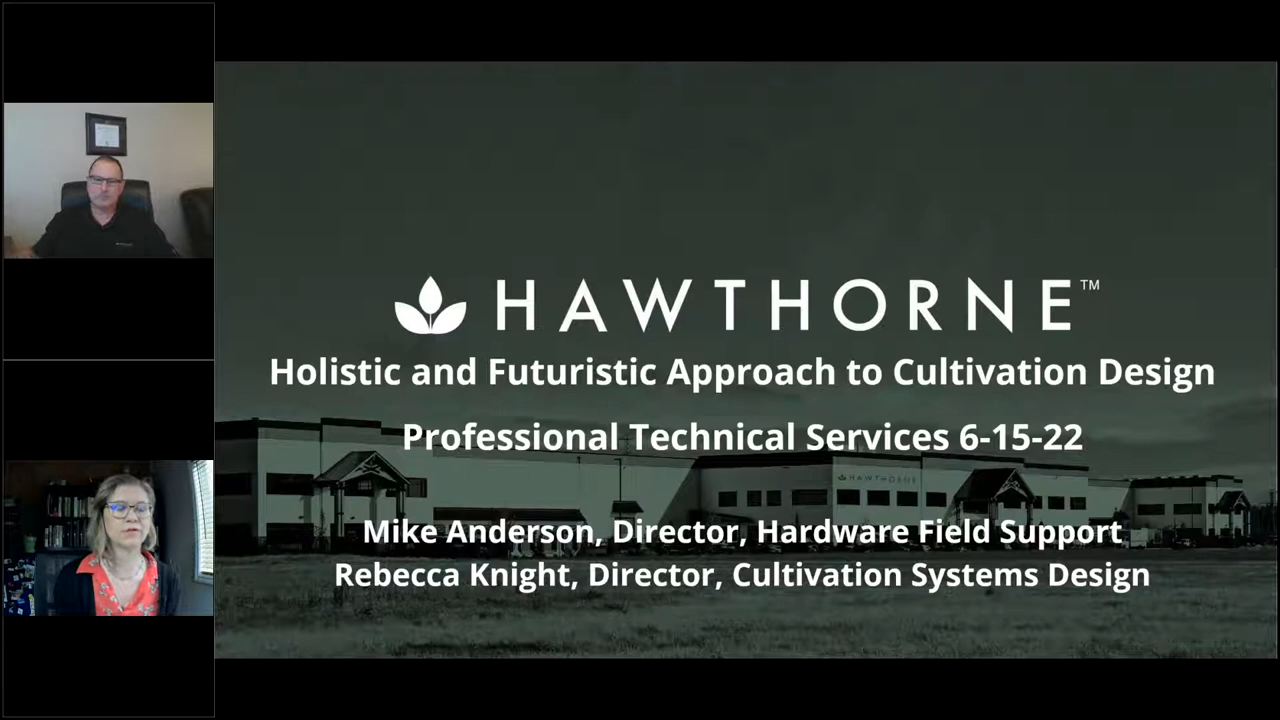 HAWTHORNE™
Holistic and Futuristic Approach to Cultivation Design
Professional Technical Services 6-15-22
HAWTHORNE
Mike Anderson, Director, Hardware Field Support
Rebecca Knight, Director, Cultivation Systems Design